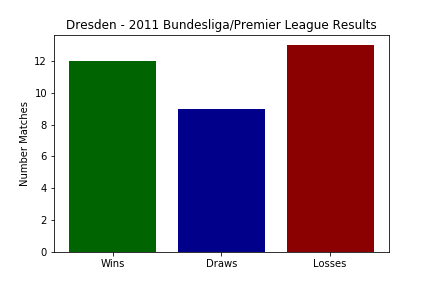 Dresden - 2011 Bundesliga/Premier League Results
Number Matches
12
10
8
6
4
2
0
Wins Draws Losses